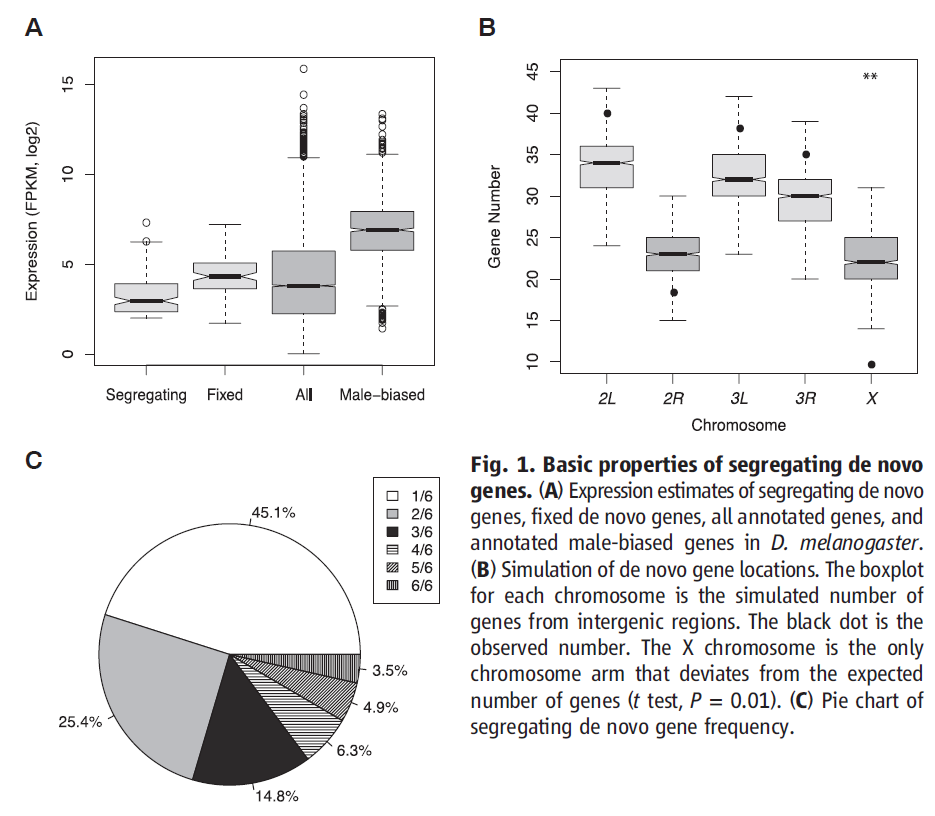 A
Expression (FPKM, log2)
15
10
5
0
Segregating Fixed All Male−biased
B
Gene Number
45
40
35
30
25
20
15
10
**
2L 2R 3L 3R X
Chromosome
C
1/6
2/6
3/6
4/6
5/6
6/6
45.1%
25.4%
14.8%
6.3%
4.9%
3.5%
Fig. 1. Basic properties of segregating de novo
genes. (A) Expression estimates of segregating de novo
genes, fixed de novo genes, all annotated genes, and
annotated male-biased genes in D. melanogaster.
(B) Simulation of de novo gene locations. The boxplot
for each chromosome is the simulated number of
genes from intergenic regions. The black dot is the
observed number. The X chromosome is the only
chromosome arm that deviates from the expected
number of genes (t test, P = 0.01). (C) Pie chart of
segregating de novo gene frequency.